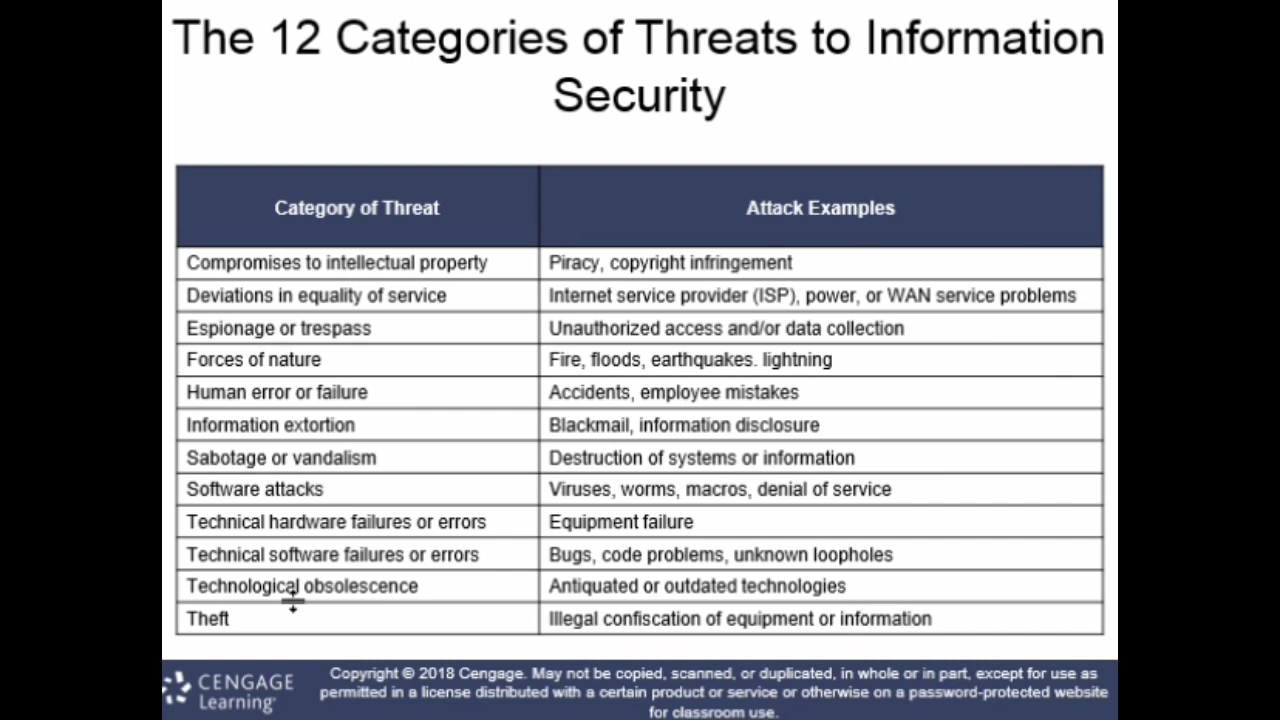 The 12 Categories of Threats to Information
Security
Category of Threat Attack Examples
Compromises to intellectual property Piracy, copyright infringement
Deviations in equality of service Internet service provider (ISP), power, or WAN service problems
Espionage or trespass Unauthorized access and/or data collection
Forces of nature Fire, floods, earthquakes. lightning
Human error or failure Accidents, employee mistakes
Information extortion Blackmail, information disclosure
Sabotage or vandalism Destruction of systems or information
Software attacks Viruses, worms, macros, denial of service
Technical hardware failures or errors Equipment failure
Technical software failures or errors Bugs, code problems, unknown loopholes
Technological obsolescence Antiquated or outdated technologies
Theft Illegal confiscation of equipment or information
CENGAGE
Learning
Copyright © 2018 Cengage. May not be copied, scanned, or duplicated, in whole or in part, except for use as
permitted in a license distributed with a certain product or service or otherwise on a password-protected website
for classroom use.